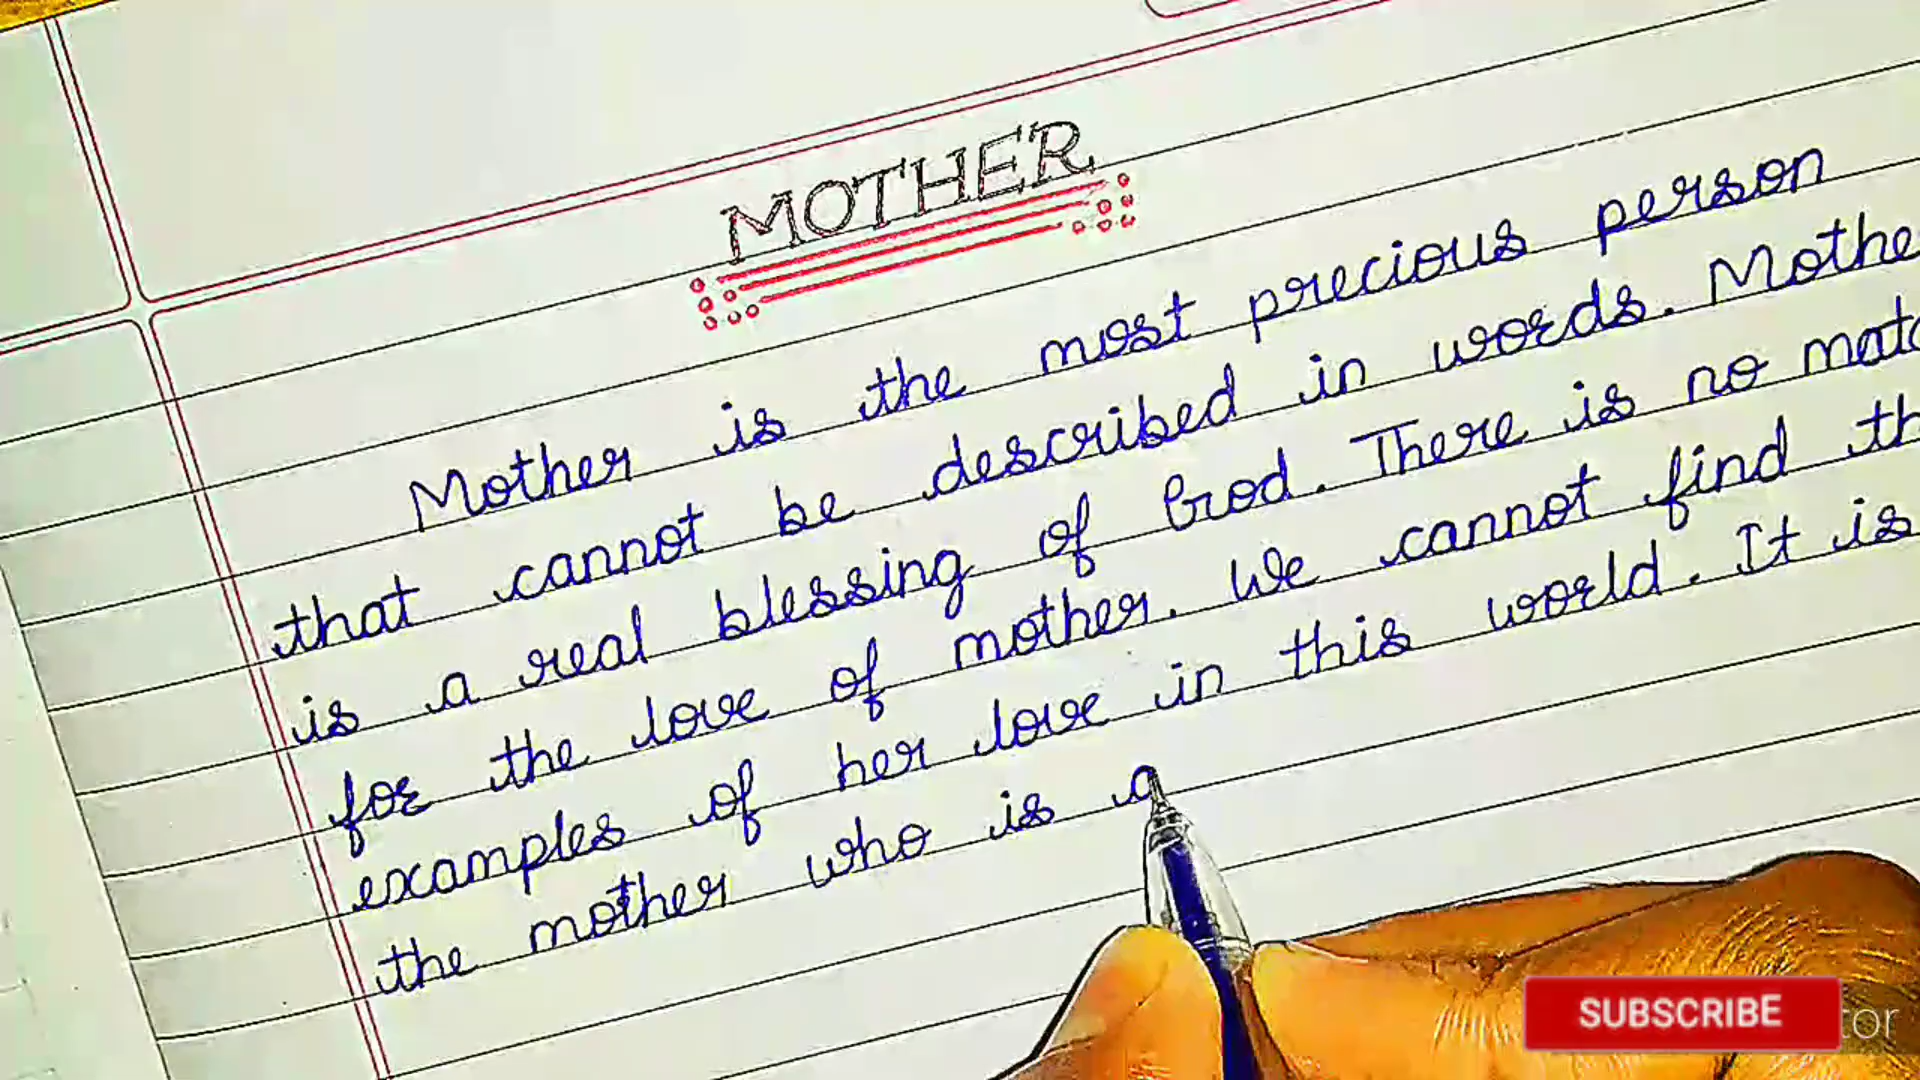 MOTHER
Mother is the most precious person
that cannot be described in words. Mothe
is a real blessing of God. There is no matc
for the love of mother. We cannot find th
examples of her love in this world. It is
the mother who is a
SUBSCRIBE
tor